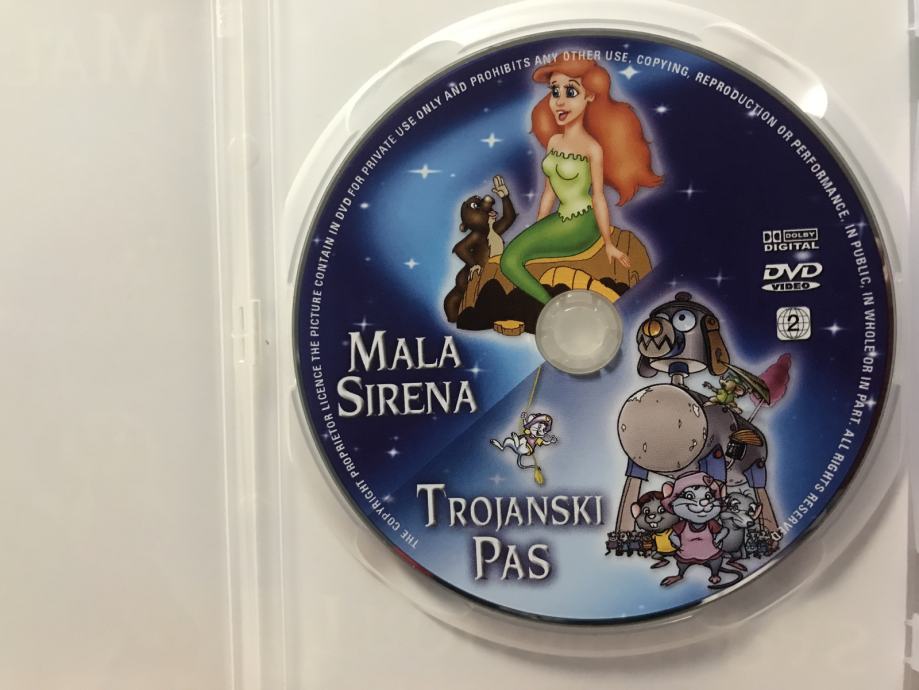 THE COPYRIGHT PROPRIETOR LICENCE THE PICTURE CONTAIN IN DVD FOR PRIVATE USE ONLY AND PROHIBITS ANY OTHER USE, COPYING, REPRODUCTION OR PERFORMANCE, IN PUBLIC, IN WHOLE OR IN PART. ALL RIGHTS RESERVED
DOLBY
DIGITAL
DVD
VIDEO
2
MALA
SIRENA
TROJANSKI
PAS